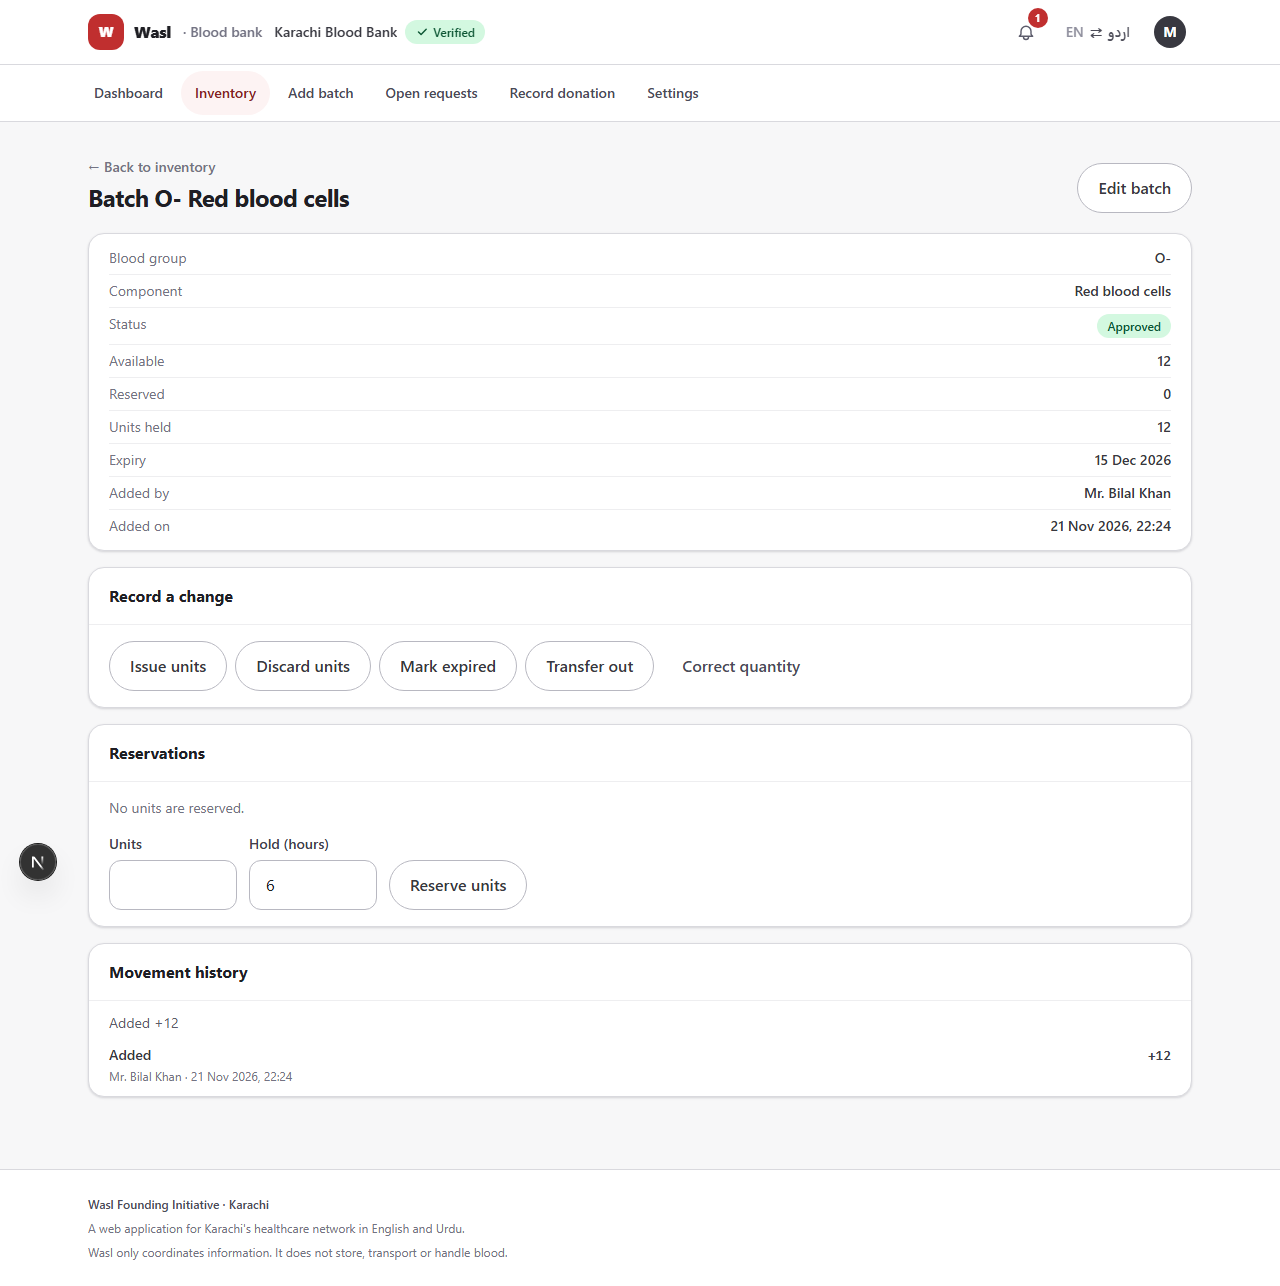 W Wasl · Blood bank Karachi Blood Bank Verified 1 EN ⇄ اردو M
Dashboard Inventory Add batch Open requests Record donation Settings
← Back to inventory
Batch O- Red blood cells
Edit batch
Blood group O-
Component Red blood cells
Status Approved
Available 12
Reserved 0
Units held 12
Expiry 15 Dec 2026
Added by Mr. Bilal Khan
Added on 21 Nov 2026, 22:24
Record a change
Issue units Discard units Mark expired Transfer out Correct quantity
Reservations
No units are reserved.
Units Hold (hours)
6 Reserve units
N
Movement history
Added +12
Added +12
Mr. Bilal Khan · 21 Nov 2026, 22:24
Wasl Founding Initiative · Karachi
A web application for Karachi's healthcare network in English and Urdu.
Wasl only coordinates information. It does not store, transport or handle blood.